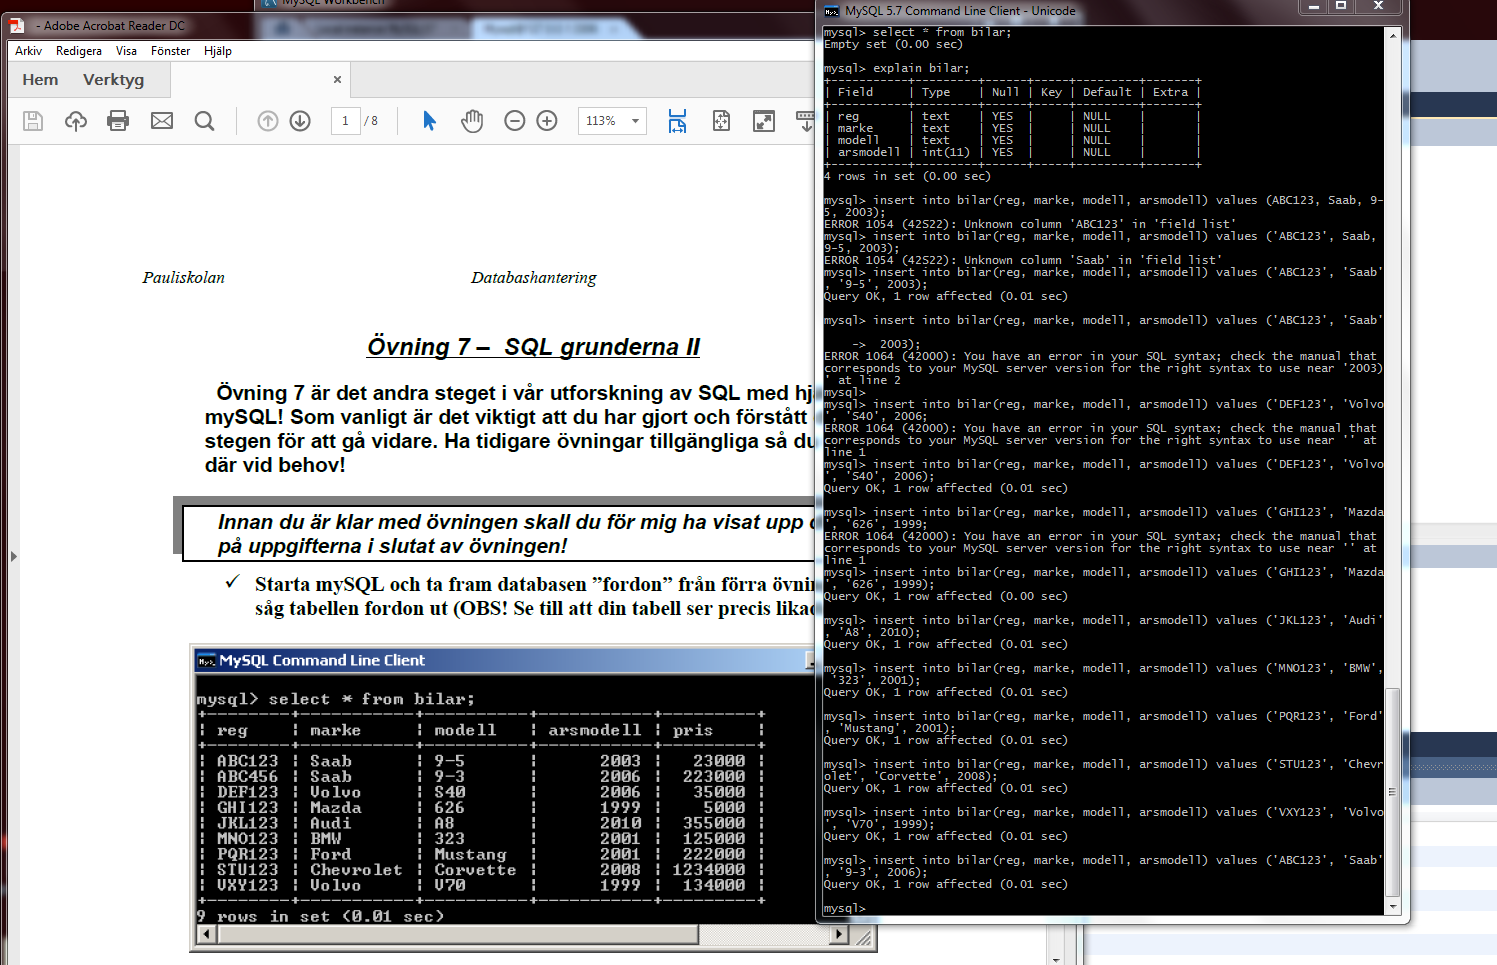 MySQL Workbench
- Adobe Acrobat Reader DC
Arkiv Redigera Visa Fönster Hjälp
Hem Verktyg ×
1 / 8 113%
Pauliskolan Databashantering
Övning 7 – SQL grunderna II
Övning 7 är det andra steget i vår utforskning av SQL med
mySQL! Som vanligt är det viktigt att du har gjort och förstått
stegen för att gå vidare. Ha tidigare övningar tillgängliga så du
där vid behov!
Innan du är klar med övningen skall du för mig ha visat upp
på uppgifterna i slutat av övningen!
✓ Starta mySQL och ta fram databasen ”fordon” från förra
såg tabellen fordon ut (OBS! Se till att din tabell ser precis
MySQL Command Line Client
mysql> select * from bilar;
+---------+-----------+----------+-----------+---------+
| reg | marke | modell | arsmodell | pris |
+---------+-----------+----------+-----------+---------+
| ABC123 | Saab | 9-5 | 2003 | 23000 |
| ABC456 | Saab | 9-3 | 2006 | 223000 |
| DEF123 | Volvo | S40 | 2006 | 35000 |
| GHI123 | Mazda | 626 | 1999 | 5000 |
| JKL123 | Audi | A8 | 2010 | 355000 |
| MNO123 | BMW | 323 | 2001 | 125000 |
| PQR123 | Ford | Mustang | 2001 | 222000 |
| STU123 | Chevrolet | Corvette | 2008 | 1234000 |
| VXY123 | Volvo | V70 | 1999 | 134000 |
+---------+-----------+----------+-----------+---------+
9 rows in set (0.01 sec)
MySQL 5.7 Command Line Client - Unicode
mysql> select * from bilar;
Empty set (0.00 sec)
mysql> explain bilar;
+-----------+---------+------+-----+---------+-------+
| Field | Type | Null | Key | Default | Extra |
+-----------+---------+------+-----+---------+-------+
| reg | text | YES | | NULL | |
| marke | text | YES | | NULL | |
| modell | text | YES | | NULL | |
| arsmodell | int(11) | YES | | NULL | |
+-----------+---------+------+-----+---------+-------+
4 rows in set (0.00 sec)
mysql> insert into bilar(reg, marke, modell, arsmodell) values (ABC123, Saab, 9-
5, 2003);
ERROR 1054 (42S22): Unknown column 'ABC123' in 'field list'
mysql> insert into bilar(reg, marke, modell, arsmodell) values ('ABC123', Saab,
9-5, 2003);
ERROR 1054 (42S22): Unknown column 'Saab' in 'field list'
mysql> insert into bilar(reg, marke, modell, arsmodell) values ('ABC123', 'Saab'
, '9-5', 2003);
Query OK, 1 row affected (0.01 sec)
mysql> insert into bilar(reg, marke, modell, arsmodell) values ('ABC123', 'Saab'
-> 2003);
ERROR 1064 (42000): You have an error in your SQL syntax; check the manual that
corresponds to your MySQL server version for the right syntax to use near '2003)
' at line 2
mysql>
mysql> insert into bilar(reg, marke, modell, arsmodell) values ('DEF123', 'Volvo
', 'S40', 2006;
ERROR 1064 (42000): You have an error in your SQL syntax; check the manual that
corresponds to your MySQL server version for the right syntax to use near '' at
line 1
mysql> insert into bilar(reg, marke, modell, arsmodell) values ('DEF123', 'Volvo
', 'S40', 2006);
Query OK, 1 row affected (0.01 sec)
mysql> insert into bilar(reg, marke, modell, arsmodell) values ('GHI123', 'Mazda
', '626', 1999;
ERROR 1064 (42000): You have an error in your SQL syntax; check the manual that
corresponds to your MySQL server version for the right syntax to use near '' at
line 1
mysql> insert into bilar(reg, marke, modell, arsmodell) values ('GHI123', 'Mazda
', '626', 1999);
Query OK, 1 row affected (0.00 sec)
mysql> insert into bilar(reg, marke, modell, arsmodell) values ('JKL123', 'Audi'
, 'A8', 2010);
Query OK, 1 row affected (0.01 sec)
mysql> insert into bilar(reg, marke, modell, arsmodell) values ('MNO123', 'BMW',
'323', 2001);
Query OK, 1 row affected (0.01 sec)
mysql> insert into bilar(reg, marke, modell, arsmodell) values ('PQR123', 'Ford'
, 'Mustang', 2001);
Query OK, 1 row affected (0.01 sec)
mysql> insert into bilar(reg, marke, modell, arsmodell) values ('STU123', 'Chevr
olet', 'Corvette', 2008);
Query OK, 1 row affected (0.01 sec)
mysql> insert into bilar(reg, marke, modell, arsmodell) values ('VXY123', 'Volvo
', 'V70', 1999);
Query OK, 1 row affected (0.01 sec)
mysql> insert into bilar(reg, marke, modell, arsmodell) values ('ABC123', 'Saab'
, '9-3', 2006);
Query OK, 1 row affected (0.01 sec)
mysql>